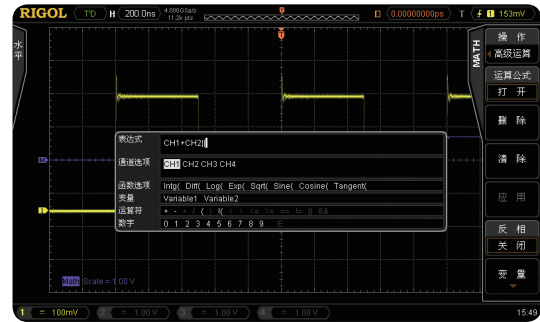 RIGOL T'D H 200.0ns 4.000GSa/s 11.2k pts D 0.00000000ps T 1 153mV
水平
MATH
操 作
高级运算
运算公式
打 开
删 除
清 除
应 用
反 相
关 闭
变 量
表达式 CH1+CH2||
通道选项 CH1 CH2 CH3 CH4
函数选项 Intg( Diff( Log( Exp( Sqrt( Sine( Cosine( Tangent(
变量 Variable1 Variable2
运算符 + - * / ( ) !( < > <= >= == != || &&
数字 0 1 2 3 4 5 6 7 8 9 . E
M
1
Math Scale = 1.00 V
1 = 100mV 2 = 1.00 V 3 = 1.00 V 4 = 1.00 V 15:49